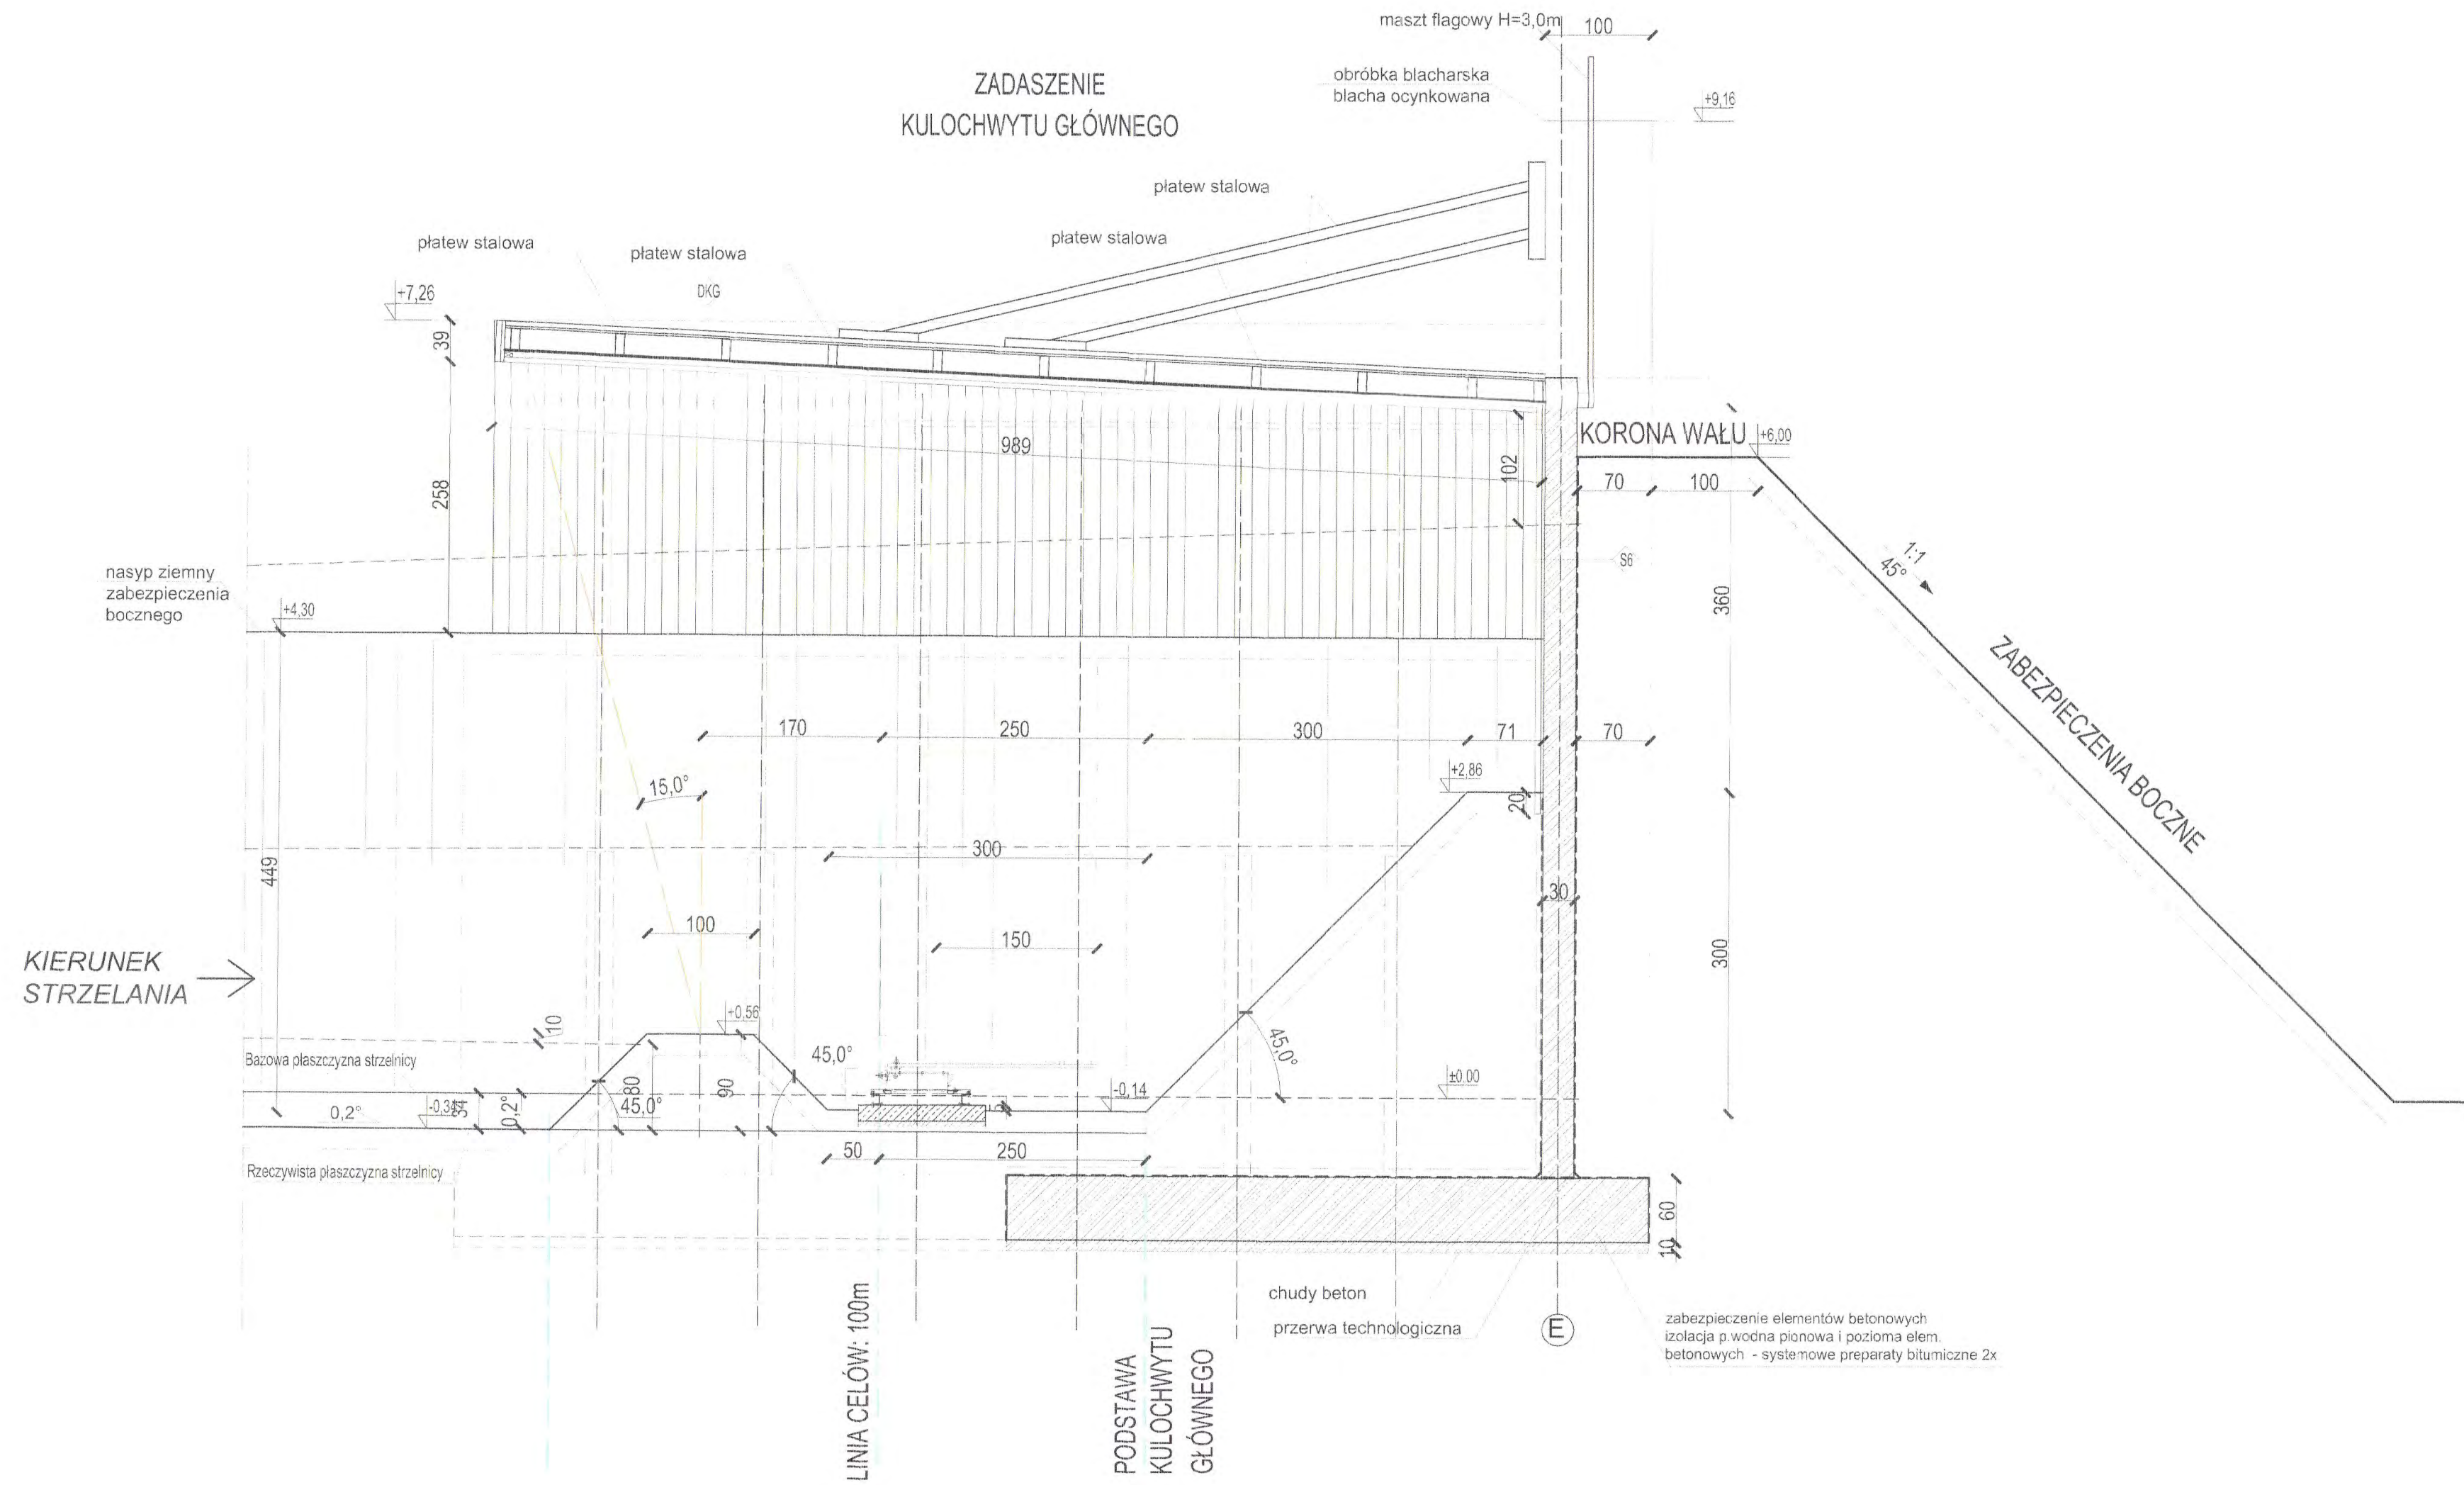 maszt flagowy H=3,0m
100
obróbka blacharska
blacha ocynkowana
+9,16
ZADASZENIE
KULOCHWYTU GŁÓWNEGO
płatew stalowa
płatew stalowa
płatew stalowa
płatew stalowa
DKG
+7,26
39
258
989
102
KORONA WAŁU
+6,00
70
100
1:1
45°
S6
360
ZABEZPIECZENIA BOCZNE
nasyp ziemny
zabezpieczenia
bocznego
+4,30
449
170
250
300
71
70
15,0°
+2,86
20
300
30
100
150
300
KIERUNEK
STRZELANIA
10
+0,56
45,0°
45,0°
Bazowa płaszczyzna strzelnicy
80
90
45,0°
-0,14
±0.00
0,2°
-0,34
34
0,2°
50
250
Rzeczywista płaszczyzna strzelnicy
60
10
LINIA CELÓW: 100m
PODSTAWA
KULOCHWYTU
GŁÓWNEGO
chudy beton
przerwa technologiczna
E
zabezpieczenie elementów betonowych
izolacja p.wodna pionowa i pozioma elem.
betonowych - systemowe preparaty bitumiczne 2x